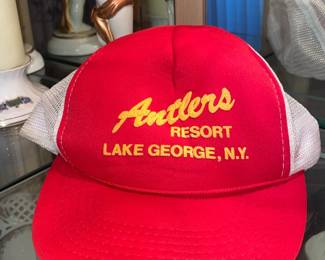 Antlers
RESORT
LAKE GEORGE, N.Y.